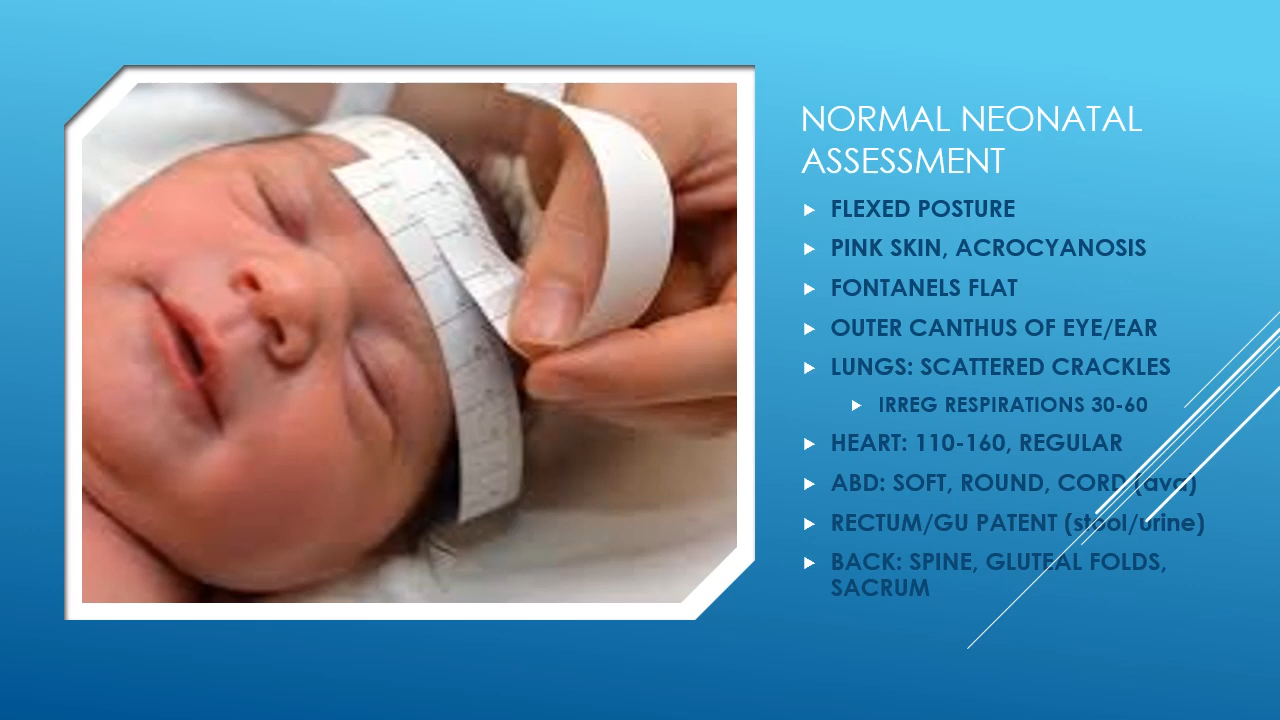 NORMAL NEONATAL
ASSESSMENT
FLEXED POSTURE
PINK SKIN, ACROCYANOSIS
FONTANELS FLAT
OUTER CANTHUS OF EYE/EAR
LUNGS: SCATTERED CRACKLES
IRREG RESPIRATIONS 30-60
HEART: 110-160, REGULAR
ABD: SOFT, ROUND, CORD (ava)
RECTUM/GU PATENT (stool/urine)
BACK: SPINE, GLUTEAL FOLDS,
SACRUM